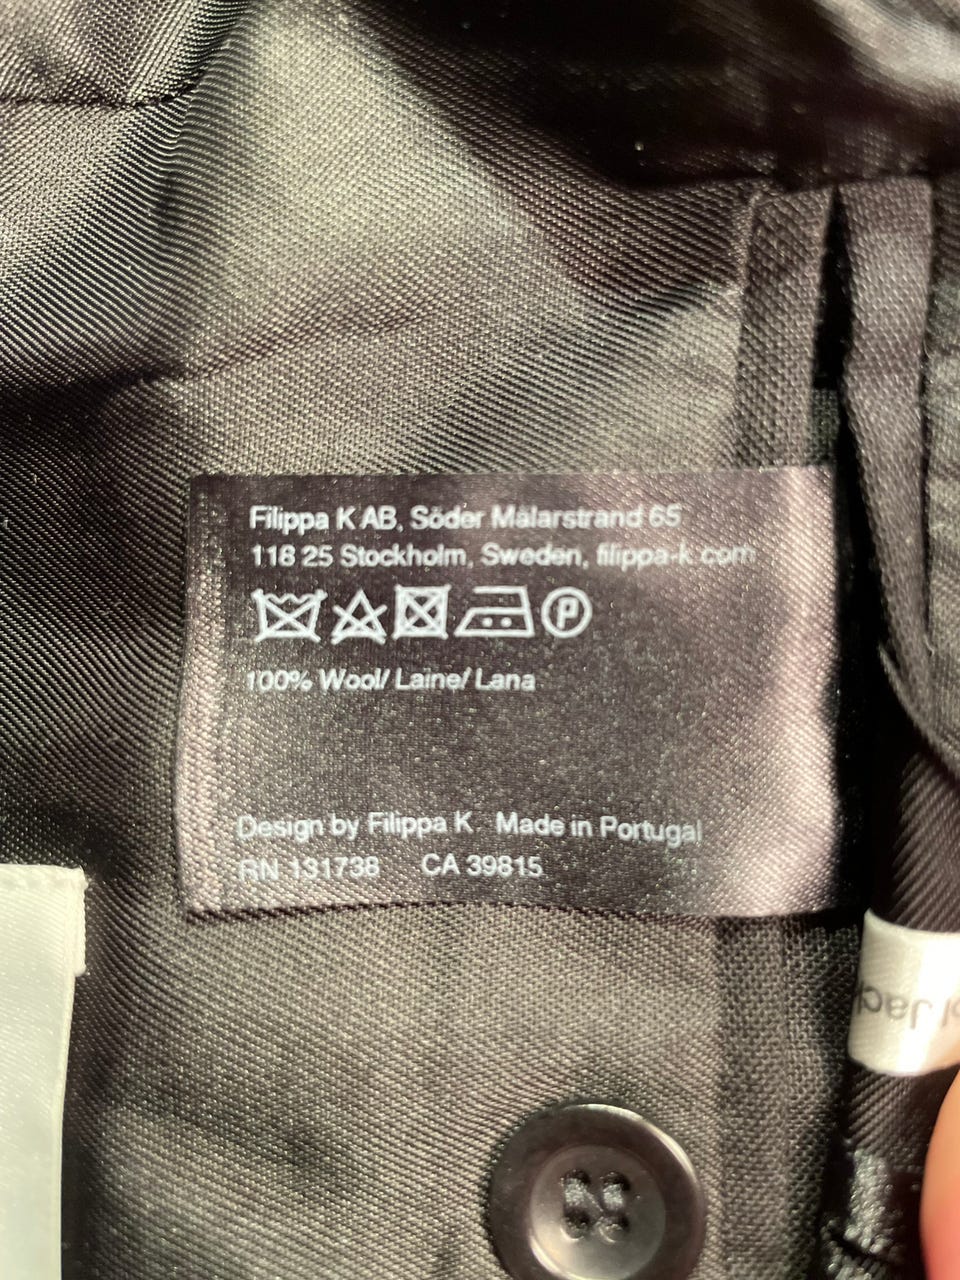 Filippa K AB, Söder Mälarstrand 65
118 25 Stockholm, Sweden, filippa-k.com
P
100% Wool/ Laine/ Lana
Design by Filippa K Made in Portugal
RN 131738 CA 39815